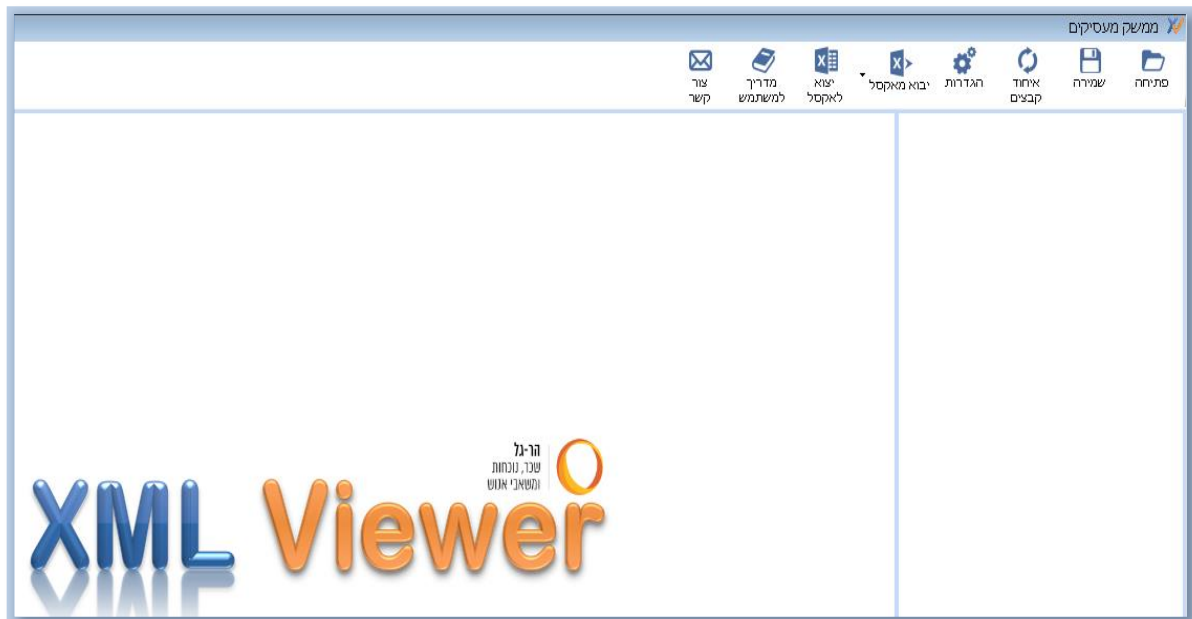 ממשק מעסיקים
פתיחה
שמירה
איחוד
קבצים
הגדרות
יבוא מאקסל
יצוא
לאקסל
מדריך
למשתמש
צור
קשר
הר-גל
שכר, נוכחות
ומשאבי אנוש
XML Viewer